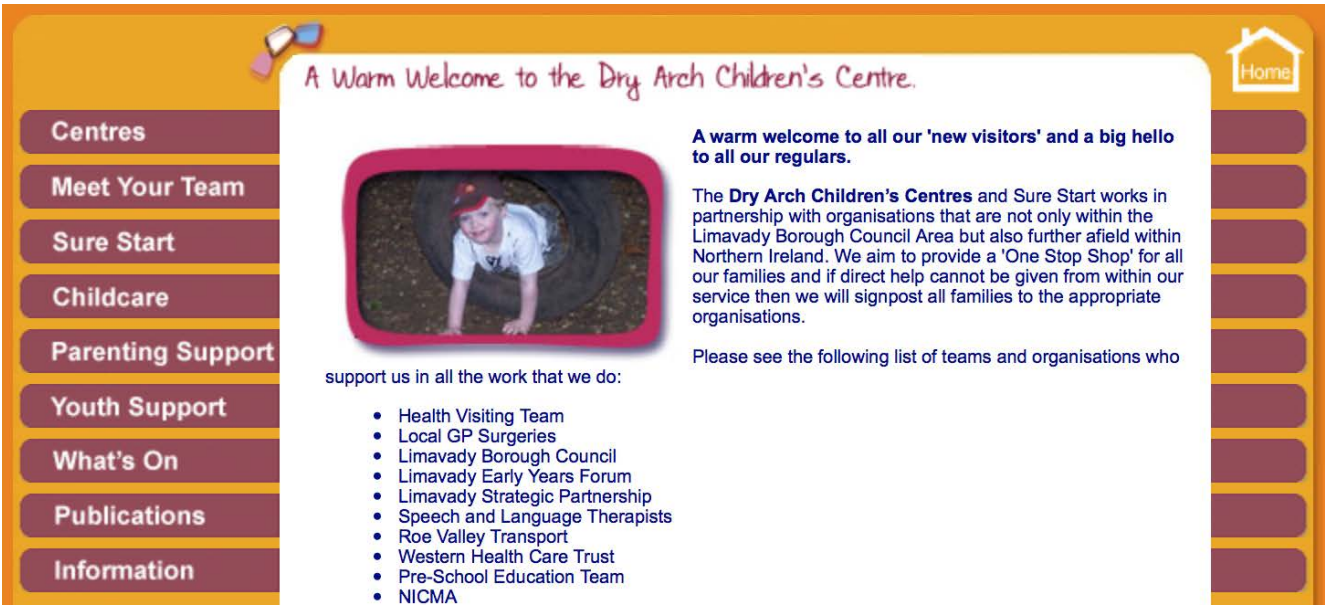 A Warm Welcome to the Dry Arch Children's Centre.
Home
Centres
Meet Your Team
Sure Start
Childcare
Parenting Support
Youth Support
What's On
Publications
Information
A warm welcome to all our 'new visitors' and a big hello
to all our regulars.
The Dry Arch Children’s Centres and Sure Start works in
partnership with organisations that are not only within the
Limavady Borough Council Area but also further afield within
Northern Ireland. We aim to provide a 'One Stop Shop' for all
our families and if direct help cannot be given from within our
service then we will signpost all families to the appropriate
organisations.
Please see the following list of teams and organisations who
support us in all the work that we do:
• Health Visiting Team
• Local GP Surgeries
• Limavady Borough Council
• Limavady Early Years Forum
• Limavady Strategic Partnership
• Speech and Language Therapists
• Roe Valley Transport
• Western Health Care Trust
• Pre-School Education Team
• NICMA